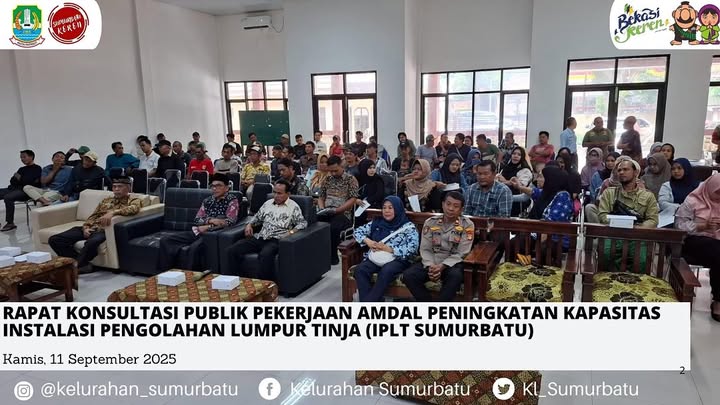 SUMURBATU KEREN
Bekasi Keren
RAPAT KONSULTASI PUBLIK PEKERJAAN AMDAL PENINGKATAN KAPASITAS
INSTALASI PENGOLAHAN LUMPUR TINJA (IPLT SUMURBATU)
Kamis, 11 September 2025
2
@kelurahan_sumurbatu Kelurahan Sumurbatu Kl_Sumurbatu